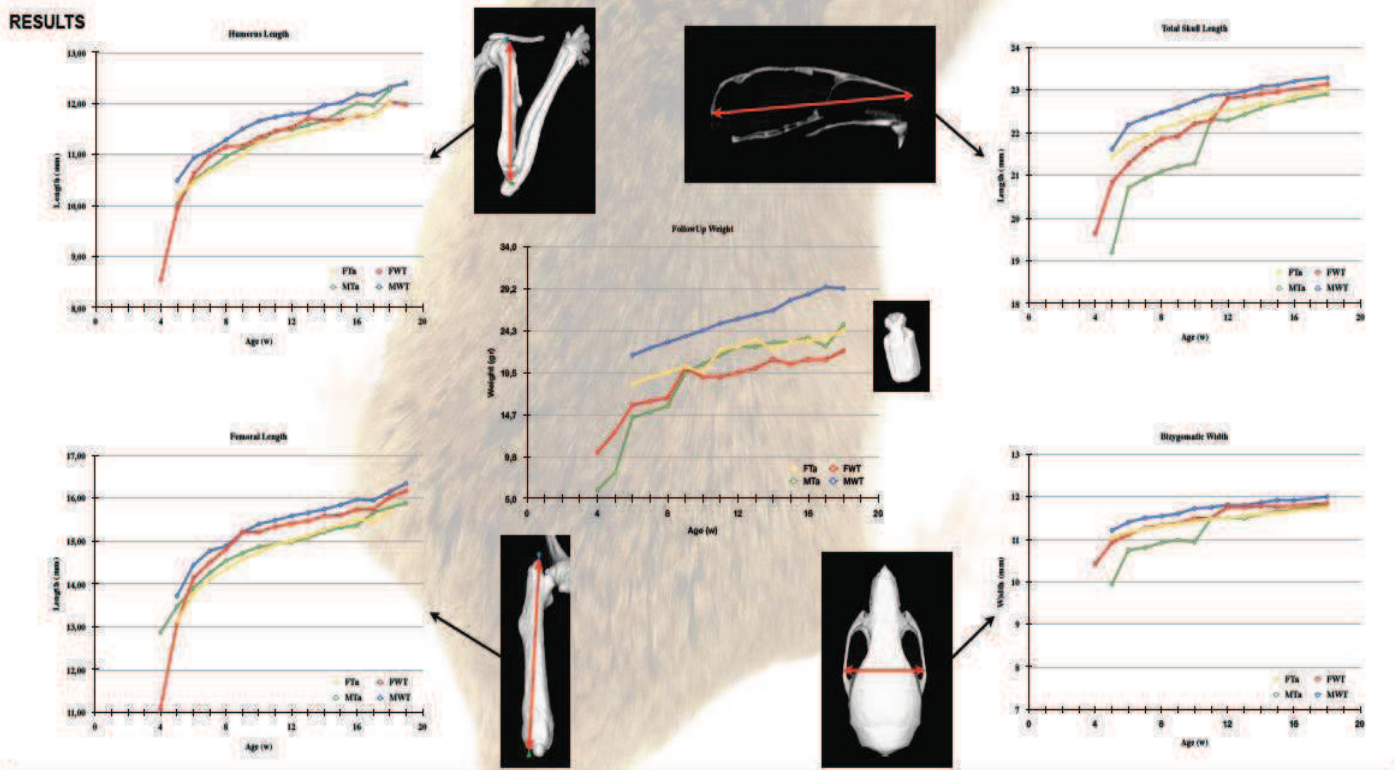 RESULTS
Humerus Length
13,00
12,00
11,00
10,00
9,00
8,00
Length (mm)
0 4 8 12 16 20
Age (w)
FTa FWT
MTa MWT
Total Skull Length
24
23
22
21
20
19
18
Length (mm)
0 4 8 12 16 20
Age (w)
FTa FWT
MTa MWT
FollowUp Weight
34,0
29,2
24,3
19,5
14,7
9,8
5,0
Weight (gr)
0 4 8 12 16 20
Age (w)
FTa FWT
MTa MWT
Femoral Length
17,00
16,00
15,00
14,00
13,00
12,00
11,00
Length (mm)
0 4 8 12 16 20
Age (w)
FTa FWT
MTa MWT
Bizygomatic Width
13
12
11
10
9
8
7
Width (mm)
0 4 8 12 16 20
Age (w)
FTa FWT
MTa MWT